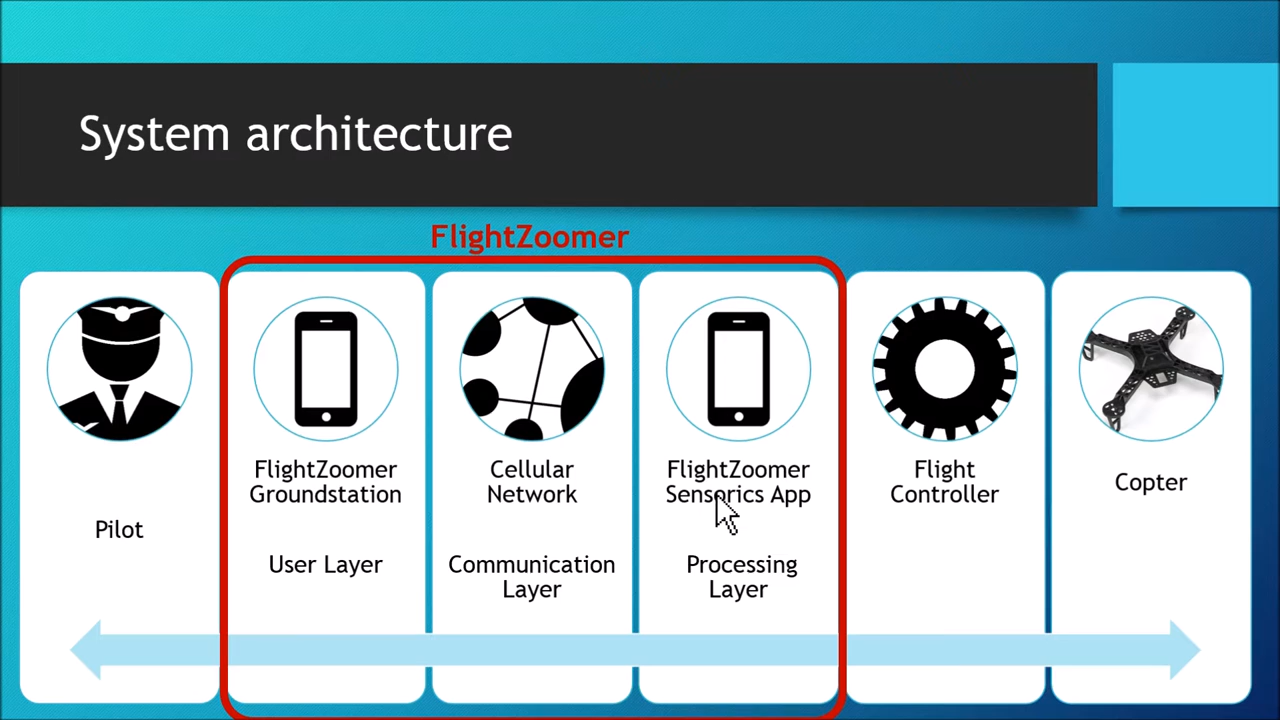 System architecture
FlightZoomer
Pilot
FlightZoomer
Groundstation
User Layer
Cellular
Network
Communication
Layer
FlightZoomer
Sensorics App
Processing
Layer
Flight
Controller
Copter